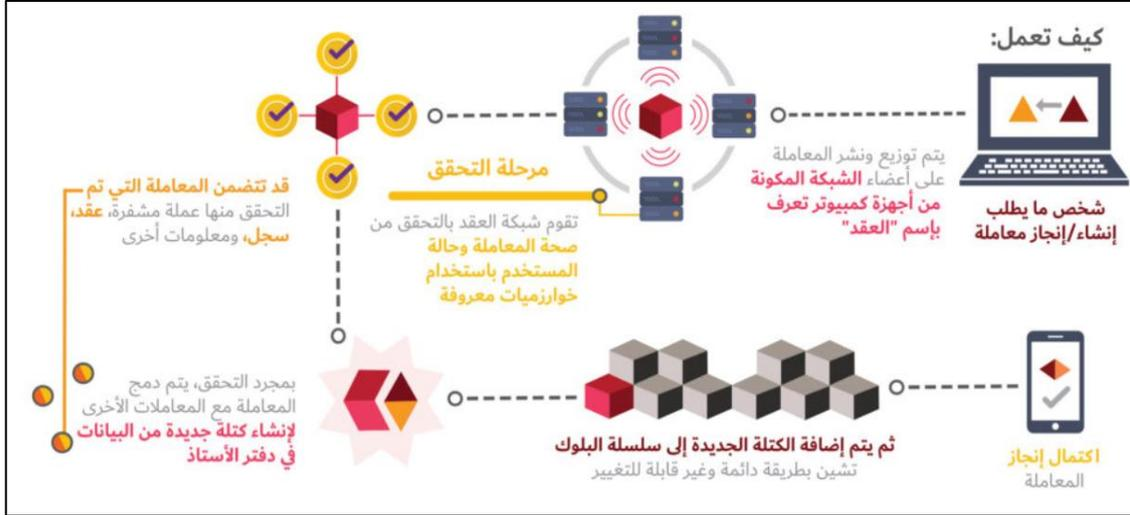 كيف تعمل:
شخص ما يطلب
إنشاء/إنجاز معاملة
يتم توزيع ونشر المعاملة
على أعضاء الشبكة المكونة
من أجهزة كمبيوتر تعرف
بإسم "العقد"
مرحلة التحقق
تقوم شبكة العقد بالتحقق من
صحة المعاملة وحالة
المستخدم باستخدام
خوارزميات معروفة
قد تتضمن المعاملة التي تم
التحقق منها عملة مشفرة، عقد،
سجل، ومعلومات أخرى
بمجرد التحقق، يتم دمج
المعاملة مع المعاملات الأخرى
لإنشاء كتلة جديدة من البيانات
في دفتر الأستاذ
ثم يتم إضافة الكتلة الجديدة إلى سلسلة البلوك
تشين بطريقة دائمة وغير قابلة للتغيير
اكتمال إنجاز
المعاملة